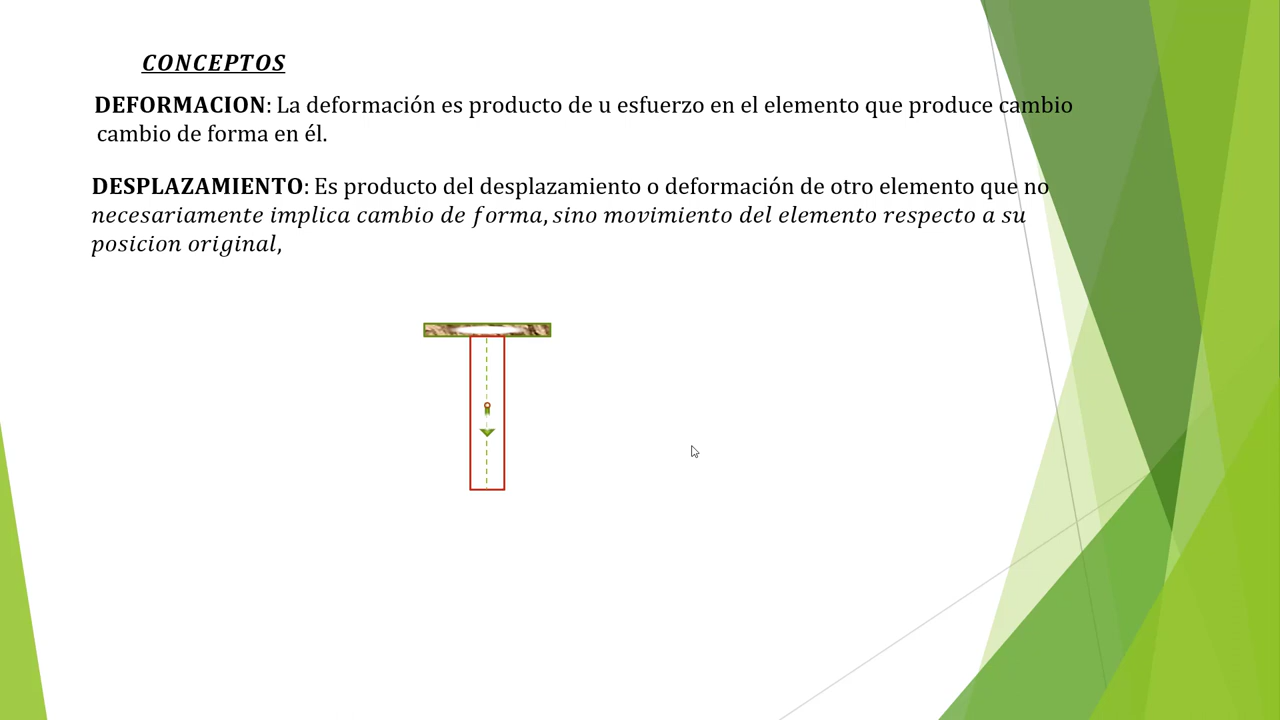 CONCEPTOS
DEFORMACION: La deformación es producto de u esfuerzo en el elemento que produce cambio
cambio de forma en él.
DESPLAZAMIENTO: Es producto del desplazamiento o deformación de otro elemento que no
necesariamente implica cambio de forma, sino movimiento del elemento respecto a su
posicion original,